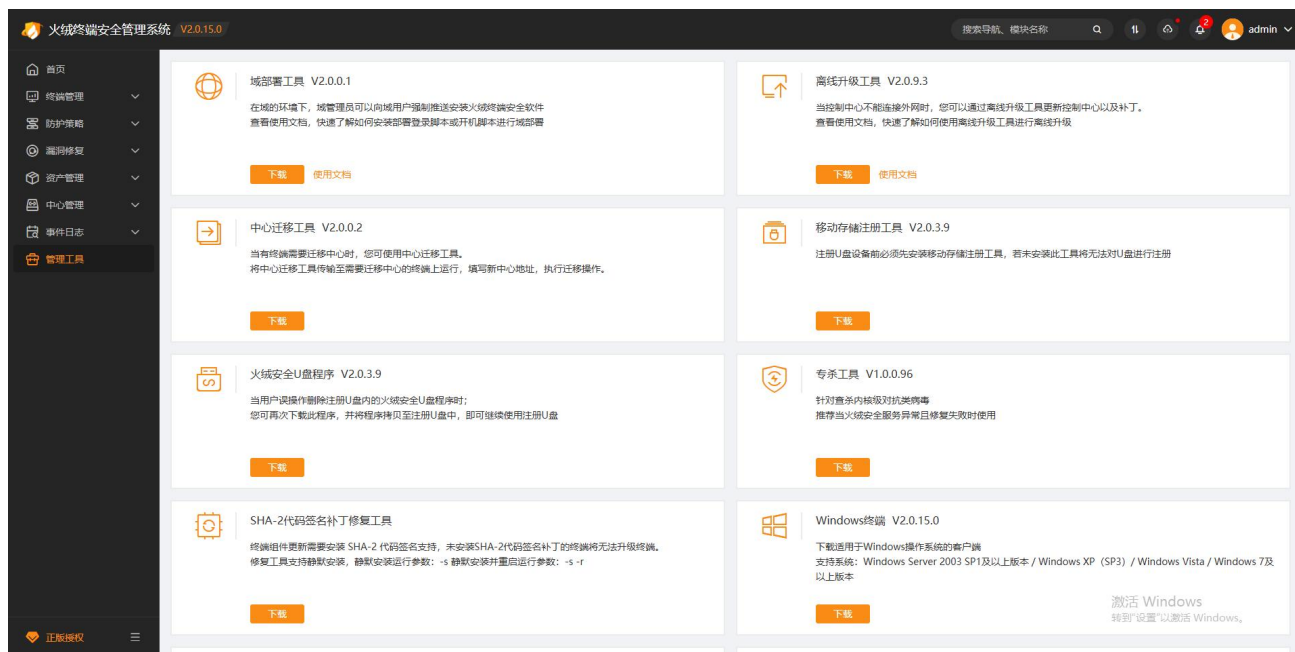 火绒终端安全管理系统 V2.0.15.0
搜索导航、模块名称
2
admin
首页
终端管理
防护策略
漏洞修复
资产管理
中心管理
事件日志
管理工具
正版授权
域部署工具 V2.0.0.1
在域的环境下，域管理员可以向域用户强制推送安装火绒终端安全软件
查看使用文档，快速了解如何安装部署登录脚本或开机脚本进行域部署
下载 使用文档
离线升级工具 V2.0.9.3
当控制中心不能连接外网时，您可以通过离线升级工具更新控制中心以及补丁。
查看使用文档，快速了解如何使用离线升级工具进行离线升级
下载 使用文档
中心迁移工具 V2.0.0.2
当有终端需要迁移中心时，您可使用中心迁移工具。
将中心迁移工具传输至需要迁移中心的终端上运行，填写新中心地址，执行迁移操作。
下载
移动存储注册工具 V2.0.3.9
注册U盘设备前必须先安装移动存储注册工具，若未安装此工具将无法对U盘进行注册
下载
火绒安全U盘程序 V2.0.3.9
当用户误操作删除注册U盘内的火绒安全U盘程序时；
您可再次下载此程序，并将程序拷贝至注册U盘中，即可继续使用注册U盘
下载
专杀工具 V1.0.0.96
针对查杀内核级对抗类病毒
推荐当火绒安全服务异常且修复失败时使用
下载
SHA-2代码签名补丁修复工具
终端组件更新需要安装 SHA-2 代码签名支持，未安装SHA-2代码签名补丁的终端将无法升级终端。
修复工具支持静默安装，静默安装运行参数：-s 静默安装并重启运行参数：-s -r
下载
Windows终端 V2.0.15.0
下载适用于Windows操作系统的客户端
支持系统：Windows Server 2003 SP1及以上版本 / Windows XP（SP3）/ Windows Vista / Windows 7及
以上版本
下载
激活 Windows
转到"设置"以激活 Windows。